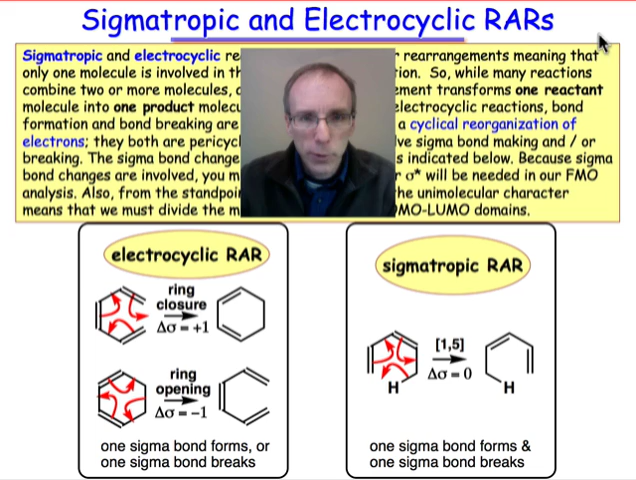 Sigmatropic and Electrocyclic RARs
Sigmatropic and electrocyclic re r rearrangements meaning that
only one molecule is involved in th ion. So, while many reactions
combine two or more molecules, ement transforms one reactant
molecule into one product molecu electrocyclic reactions, bond
formation and bond breaking are a cyclical reorganization of
electrons; they both are pericycl ve sigma bond making and / or
breaking. The sigma bond change s indicated below. Because sigma
bond changes are involved, you m r σ* will be needed in our FMO
analysis. Also, from the standpoi he unimolecular character
means that we must divide the m OMO-LUMO domains.
electrocyclic RAR
ring
closure
Δσ = +1
ring
opening
Δσ = −1
one sigma bond forms, or
one sigma bond breaks
sigmatropic RAR
[1,5]
Δσ = 0
H
H
one sigma bond forms &
one sigma bond breaks